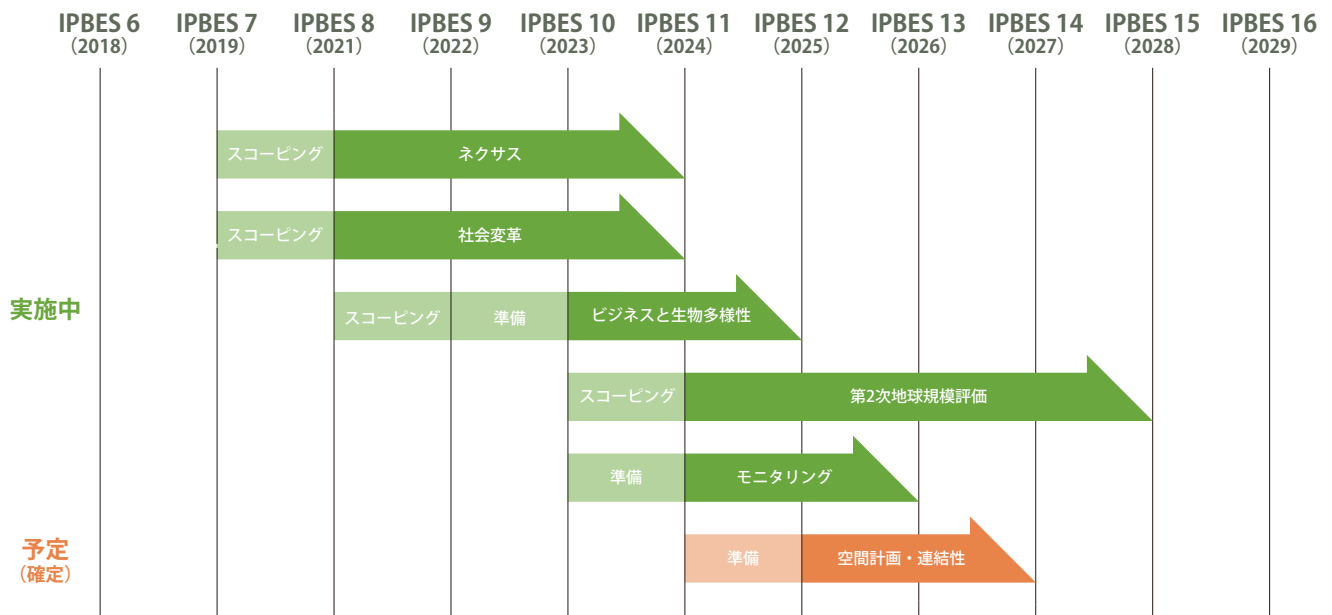 IPBES 6 IPBES 7 IPBES 8 IPBES 9 IPBES 10 IPBES 11 IPBES 12 IPBES 13 IPBES 14 IPBES 15 IPBES 16
（2018） （2019） （2021） （2022） （2023） （2024） （2025） （2026） （2027） （2028） （2029）
スコーピング ネクサス
スコーピング 社会変革
実施中
スコーピング 準備 ビジネスと生物多様性
スコーピング 第2次地球規模評価
準備 モニタリング
予定
（確定）
準備 空間計画・連結性